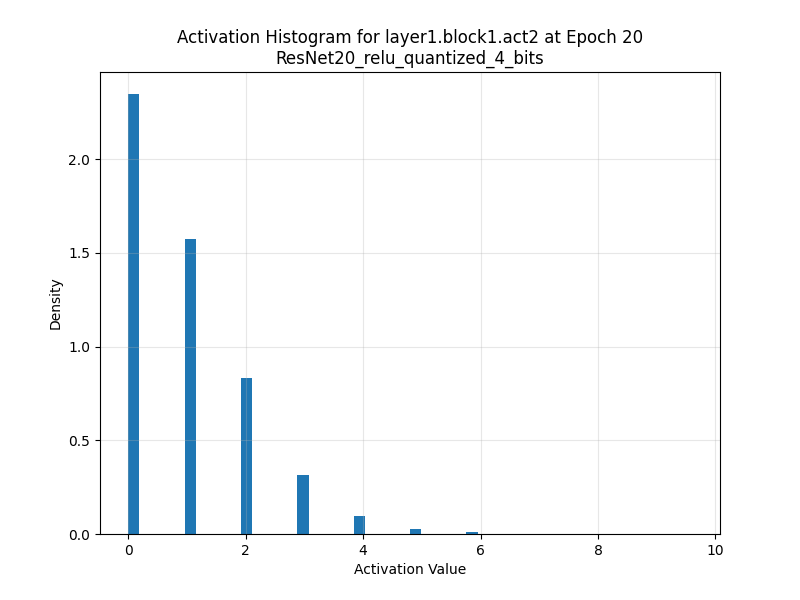 Activation Histogram for layer1.block1.act2 at Epoch 20
ResNet20_relu_quantized_4_bits
2.0
1.5
1.0
0.5
0.0
Density
0 2 4 6 8 10
Activation Value